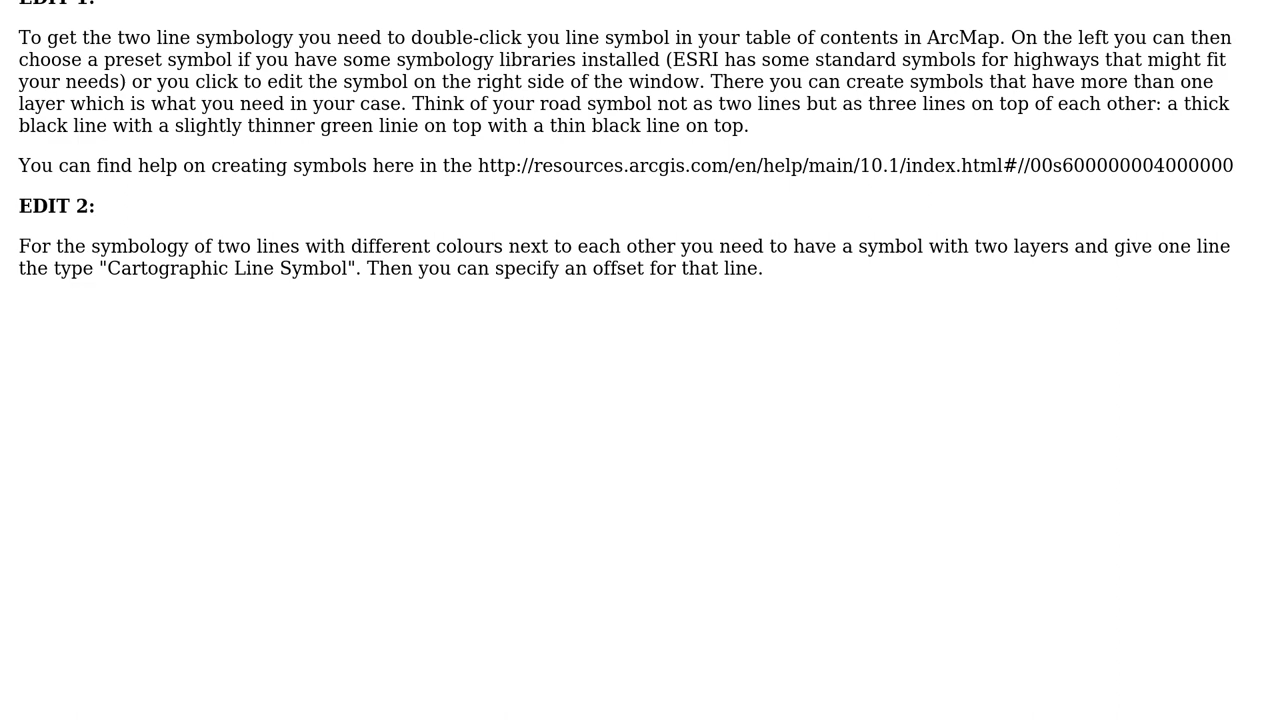 EDIT 1:
To get the two line symbology you need to double-click you line symbol in your table of contents in ArcMap. On the left you can then
choose a preset symbol if you have some symbology libraries installed (ESRI has some standard symbols for highways that might fit
your needs) or you click to edit the symbol on the right side of the window. There you can create symbols that have more than one
layer which is what you need in your case. Think of your road symbol not as two lines but as three lines on top of each other: a thick
black line with a slightly thinner green linie on top with a thin black line on top.
You can find help on creating symbols here in the http://resources.arcgis.com/en/help/main/10.1/index.html#//00s600000004000000
EDIT 2:
For the symbology of two lines with different colours next to each other you need to have a symbol with two layers and give one line
the type "Cartographic Line Symbol". Then you can specify an offset for that line.